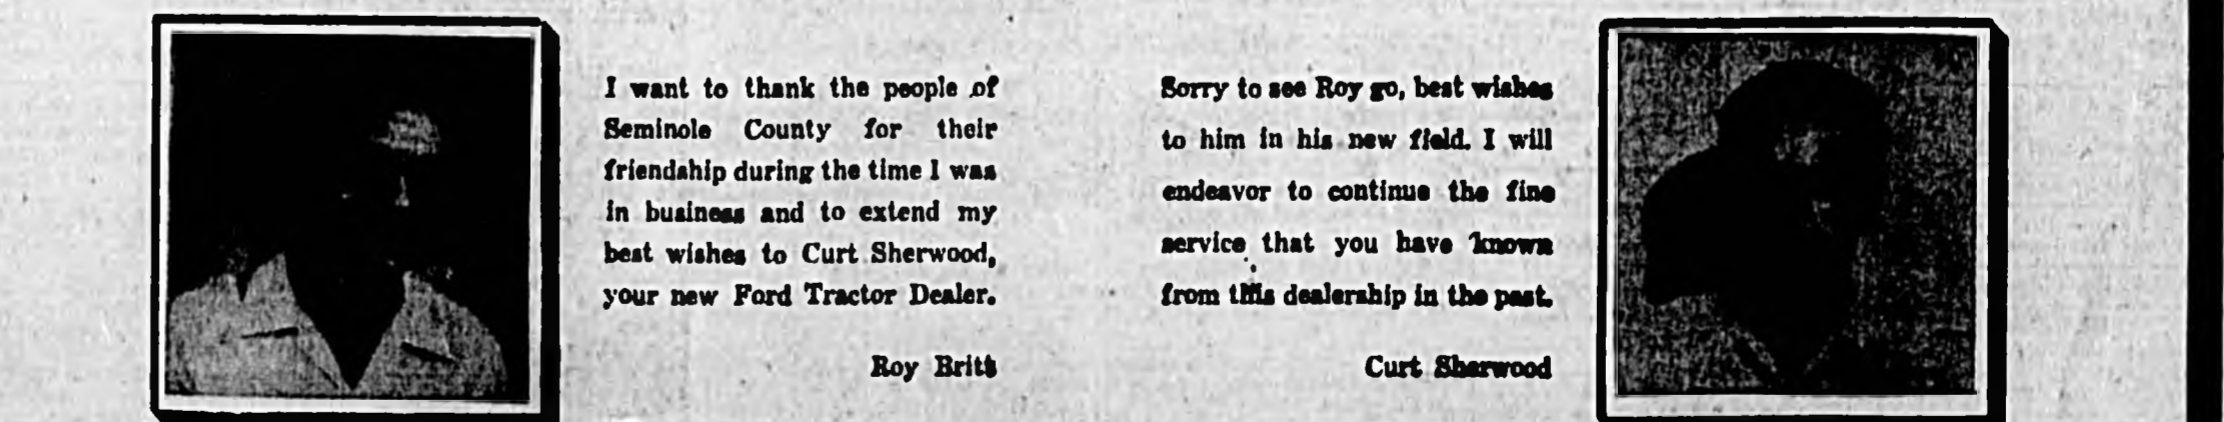 I want to thank the people of
Seminole County for their
friendship during the time I was
in business and to extend my
best wishes to Curt Sherwood,
your new Ford Tractor Dealer.
Roy Britt
Sorry to see Roy go, best wishes
to him in his new field. I will
endeavor to continue the fine
service that you have known
from this dealership in the past.
Curt Sherwood